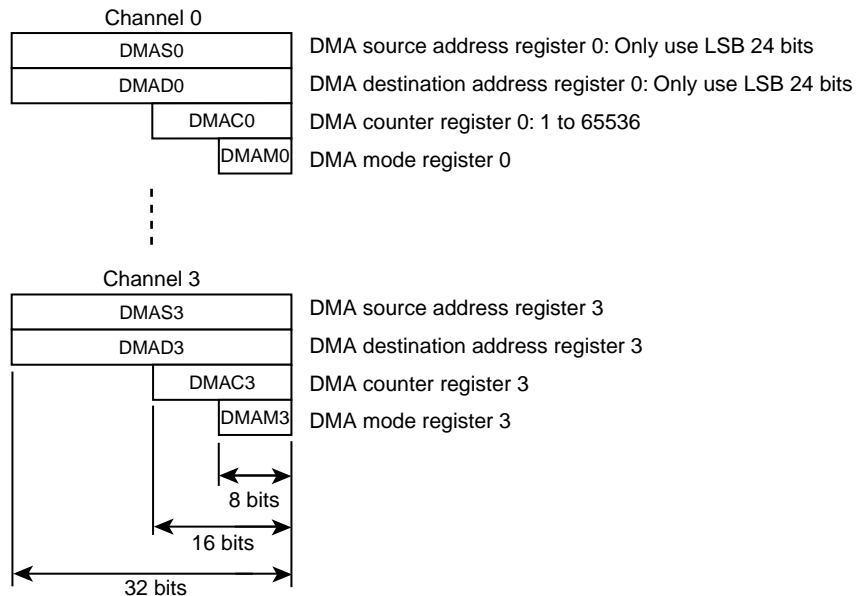 Channel 0
DMAS0 DMA source address register 0: Only use LSB 24 bits
DMAD0 DMA destination address register 0: Only use LSB 24 bits
DMAC0 DMA counter register 0: 1 to 65536
DMAM0 DMA mode register 0
Channel 3
DMAS3 DMA source address register 3
DMAD3 DMA destination address register 3
DMAC3 DMA counter register 3
DMAM3 DMA mode register 3
8 bits
16 bits
32 bits